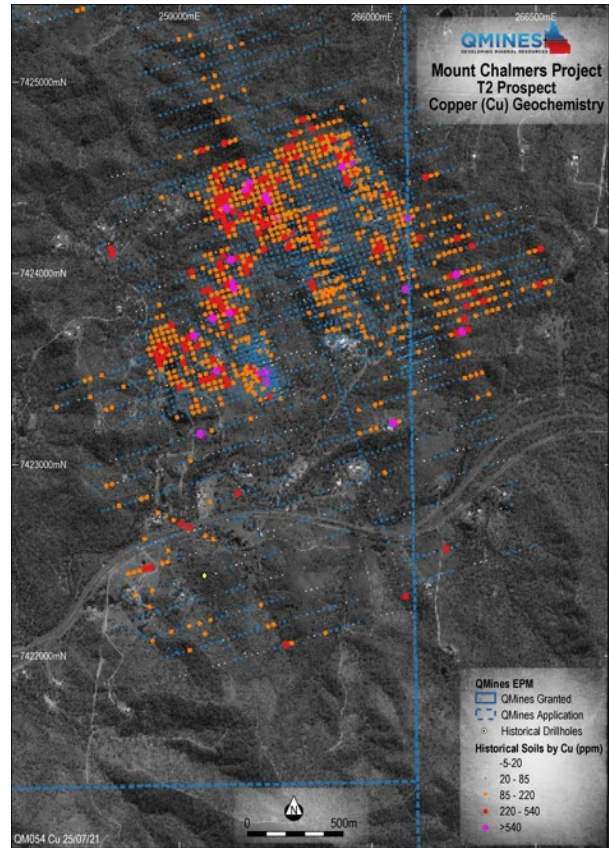 250000mE
266000mE
266500mE
QMINES
DEVELOPING MINERAL RESOURCES
Mount Chalmers Project
T2 Prospect
Copper (Cu) Geochemistry
7425000mN
7424000mN
7423000mN
7422000mN
QMines EPM
QMines Granted
QMines Application
Historical Drillholes
Historical Soils by Cu (ppm)
-5-20
20 - 85
85 - 220
220 - 540
>540
N
0
500m
QM054 Cu 25/07/21